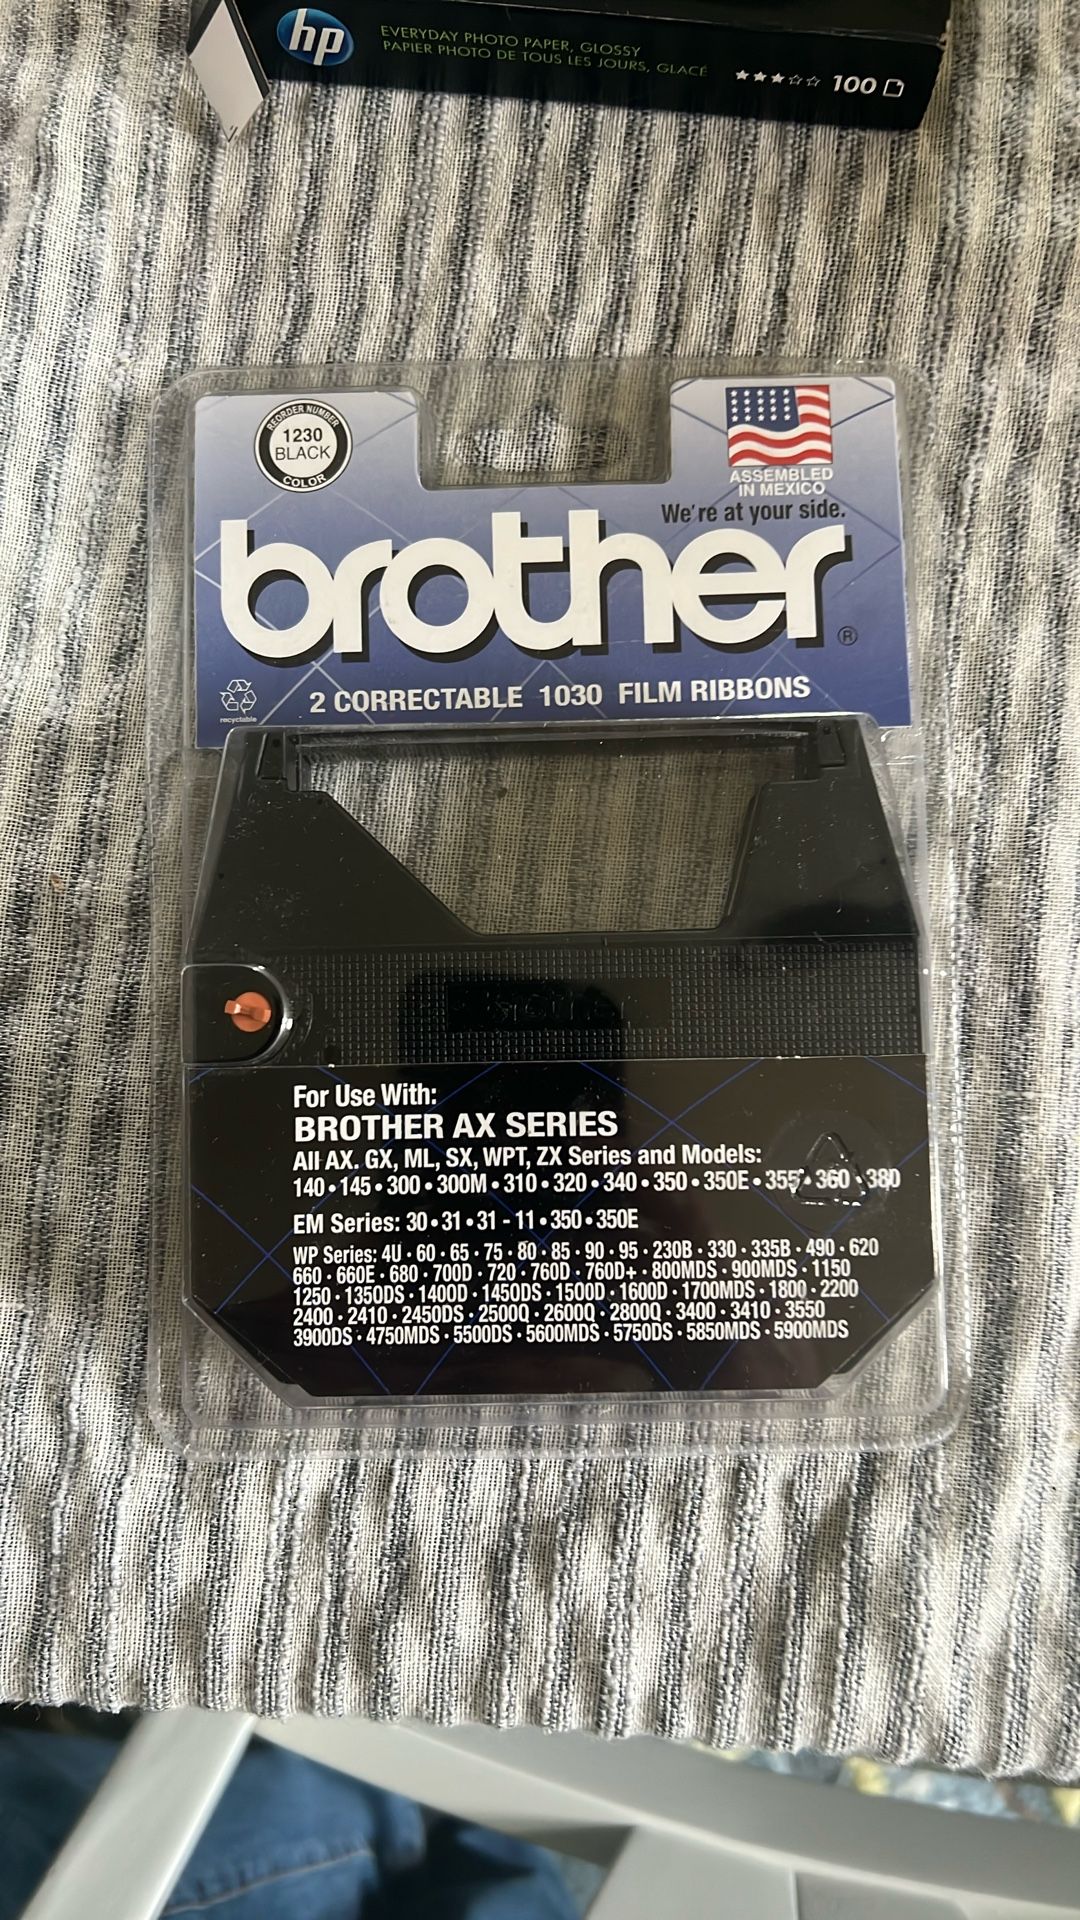 hp
EVERYDAY PHOTO PAPER, GLOSSY
PAPIER PHOTO DE TOUS LES JOURS, GLACÉ
100
REORDER NUMBER
1230
BLACK
COLOR
ASSEMBLED
IN MEXICO
We're at your side.
brother®
recyclable
2 CORRECTABLE 1030 FILM RIBBONS
brother
For Use With:
BROTHER AX SERIES
All AX. GX, ML, SX, WPT, ZX Series and Models:
140 • 145 • 300 • 300M • 310 • 320 • 340 • 350 • 350E • 355 • 360 • 380
EM Series: 30 • 31 • 31 - 11 • 350 • 350E
WP Series: 4U · 60 · 65 · 75 · 80 · 85 · 90 · 95 · 230B · 330 · 335B · 490 · 620
660 · 660E · 680 · 700D · 720 · 760D · 760D+ · 800MDS · 900MDS · 1150
1250 · 1350DS · 1400D · 1450DS · 1500D · 1600D · 1700MDS · 1800 · 2200
2400 · 2410 · 2450DS · 2500Q · 2600Q · 2800Q · 3400 · 3410 · 3550
3900DS · 4750MDS · 5500DS · 5600MDS · 5750DS · 5850MDS · 5900MDS